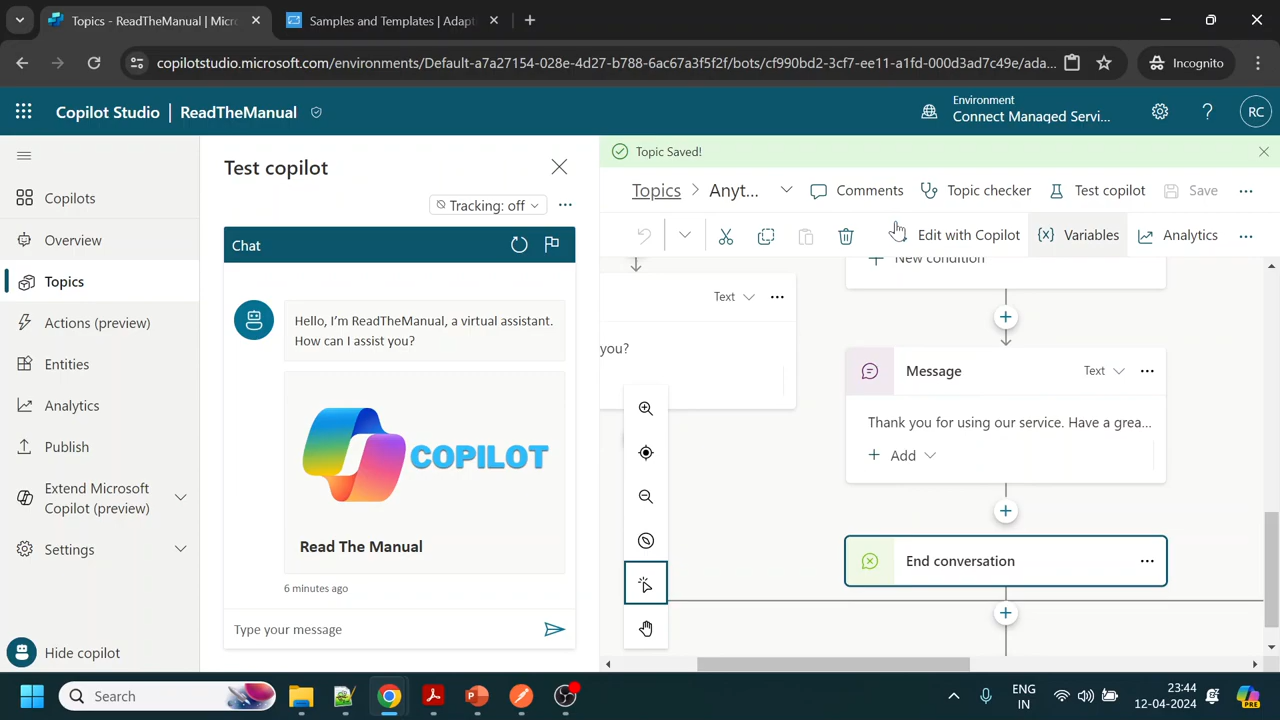 Topics - ReadTheManual | Micr
Samples and Templates | Adapt
copilotstudio.microsoft.com/environments/Default-a7a27154-028e-4d27-b788-6ac67a3f5f2f/bots/cf990bd2-3cf7-ee11-a1fd-000d3ad7c49e/ada...
Incognito
Copilot Studio | ReadTheManual
Environment
Connect Managed Servi...
RC
Copilots
Overview
Topics
Actions (preview)
Entities
Analytics
Publish
Extend Microsoft
Copilot (preview)
Settings
Hide copilot
Test copilot
Tracking: off
Chat
Hello, I'm ReadTheManual, a virtual assistant.
How can I assist you?
COPILOT
Read The Manual
6 minutes ago
Type your message
Topic Saved!
Topics > Anyt...
Comments
Topic checker
Test copilot
Save
Edit with Copilot
{x} Variables
Analytics
New condition
Text
you?
Message
Text
Thank you for using our service. Have a grea...
Add
End conversation
Search
ENG
IN
23:44
12-04-2024
PRE